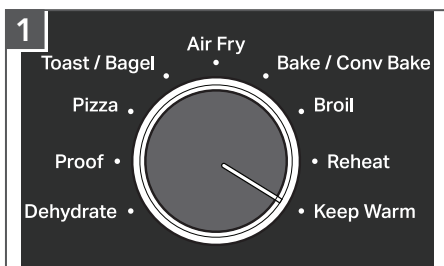 1
Air Fry
Toast / Bagel
Bake / Conv Bake
Pizza
Broil
Proof
Reheat
Dehydrate
Keep Warm